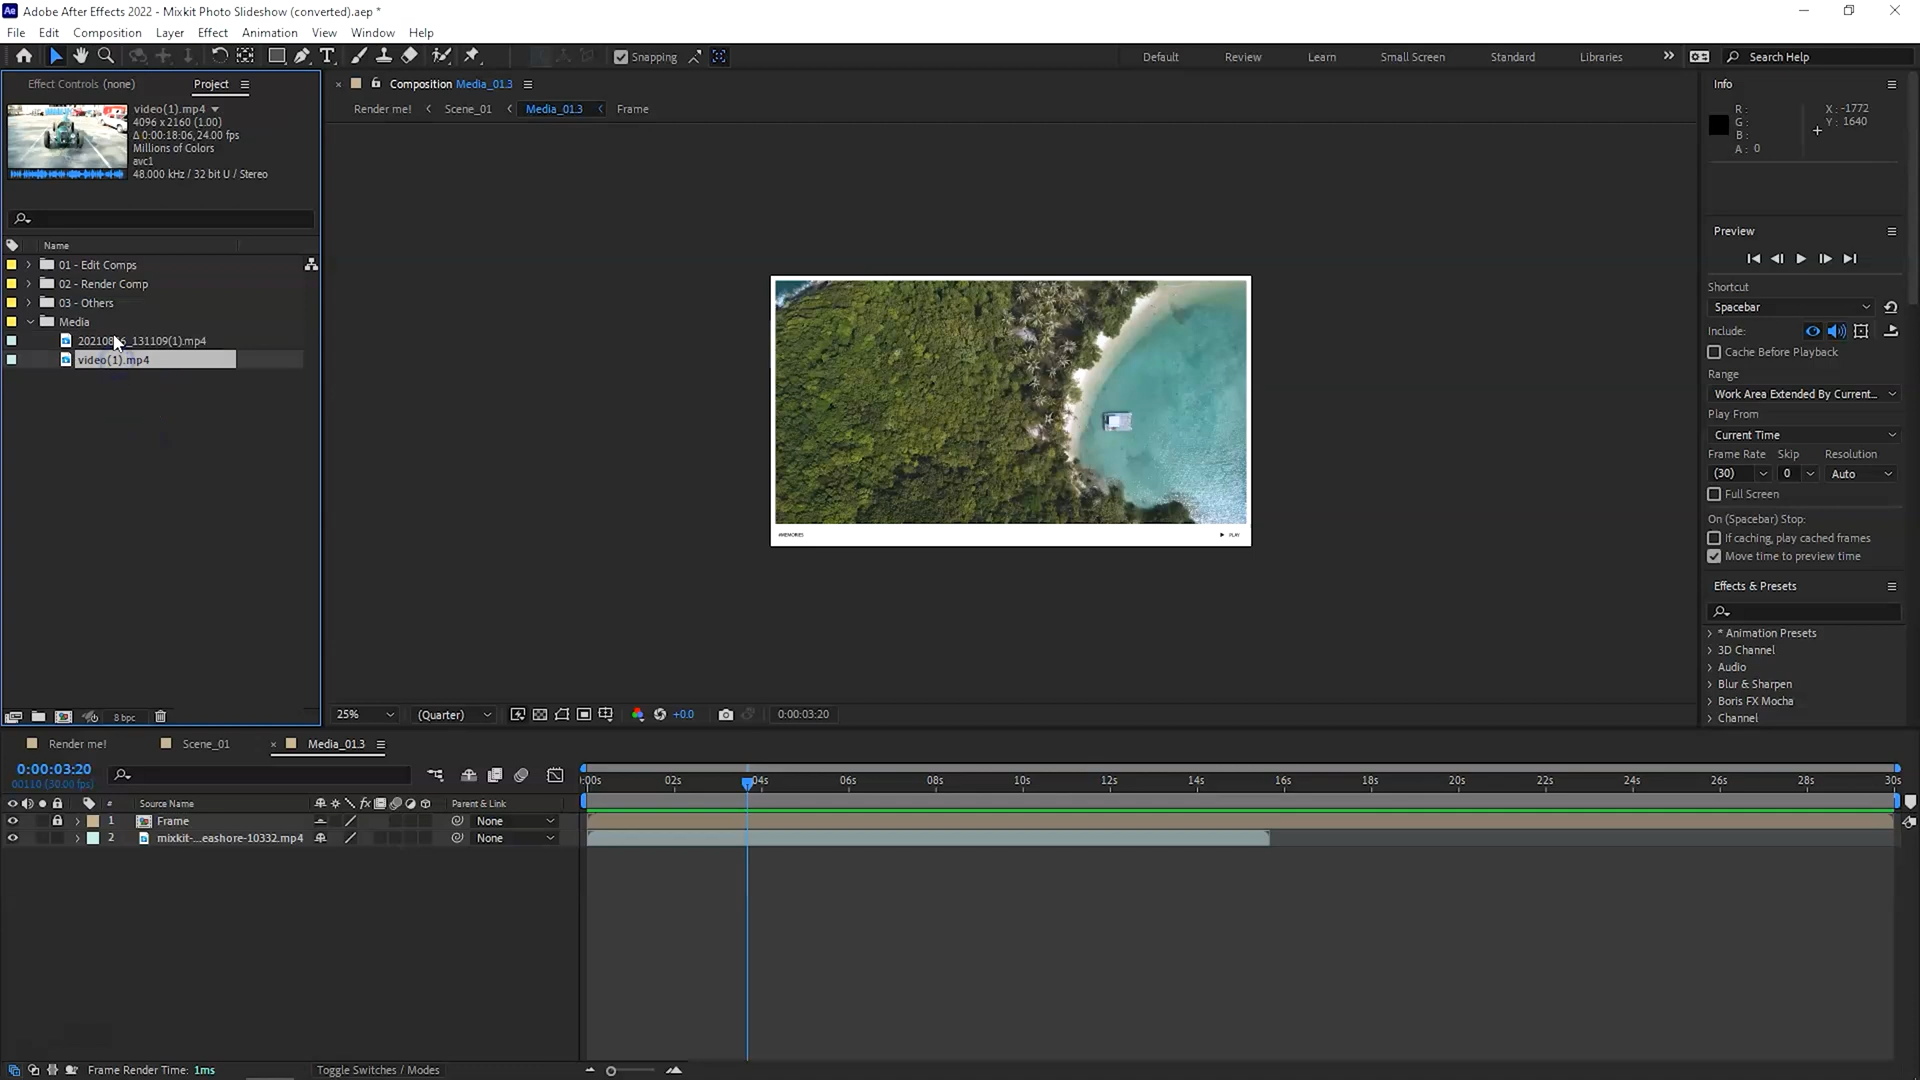 Adobe After Effects 2022 - Mixkit Photo Slideshow (converted).aep *
File Edit Composition Layer Effect Animation View Window Help
Snapping
Default Review Learn Small Screen Standard Libraries Search Help
Effect Controls (none) Project
video(1).mp4
4096 x 2160 (1.00)
Δ 0:00:18:06, 24.00 fps
Millions of Colors
avc1
48.000 kHz / 32 bit U / Stereo
Name
01 - Edit Comps
02 - Render Comp
03 - Others
Media
video(1).mp4
8 bpc
Composition Media_01.3
Render me! Scene_01 Media_01.3 Frame
#MEMORIES
PLAY
25% (Quarter) +0.0 0:00:03:20
Info
R: X: -1772
G: Y: 1640
B:
A: 0
Preview
Shortcut
Spacebar
Include:
Cache Before Playback
Range
Work Area Extended By Current...
Play From
Current Time
Frame Rate Skip Resolution
(30) 0 Auto
Full Screen
On (Spacebar) Stop:
If caching, play cached frames
Move time to preview time
Effects & Presets
* Animation Presets
3D Channel
Audio
Blur & Sharpen
Boris FX Mocha
Channel
Render me! Scene_01 Media_01.3
0:00:03:20
00110 (30.00 fps)
:00s 02s 04s 06s 08s 10s 12s 14s 16s 18s 20s 22s 24s 26s 28s 30s
# Source Name fx Parent & Link
1 Frame None
2 mixkit-...eashore-10332.mp4 None
Frame Render Time: 1ms Toggle Switches / Modes